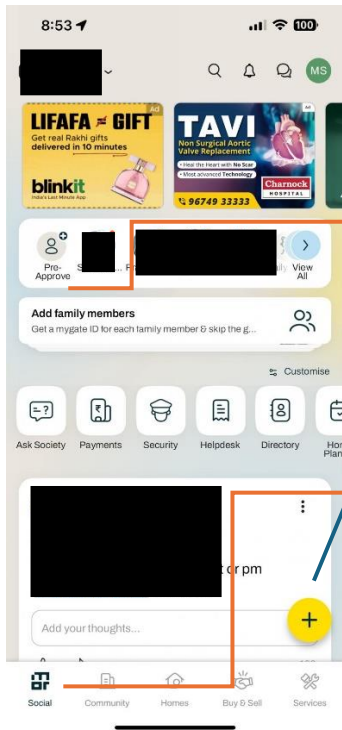 8:53
100
MS
Ad
LIFAFA GIFT
Get real Rakhi gifts
delivered in 10 minutes
blinkit
India's Last Minute App
Ad
TAVI
Non Surgical Aortic
Valve Replacement
• Heal the Heart with No Scar
• Most advanced Technology
Charnock
HOSPITAL
96749 33333
Pre-
Approve
View
All
Add family members
Get a mygate ID for each family member & skip the g...
Customise
Ask Society
Payments
Security
Helpdesk
Directory
Hom
Plan
t or pm
Add your thoughts...
+
Social
Community
Homes
Buy & Sell
Services